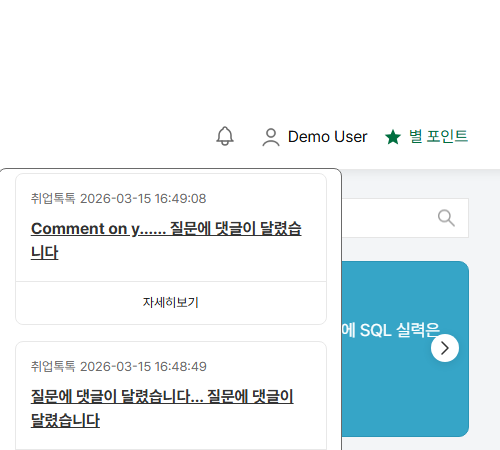 Demo User
별 포인트
취업톡톡 2026-03-15 16:49:08
Comment on y...... 질문에 댓글이 달렸습
니다
자세히보기
에 SQL 실력은
취업톡톡 2026-03-15 16:48:49
질문에 댓글이 달렸습니다... 질문에 댓글이
달렸습니다